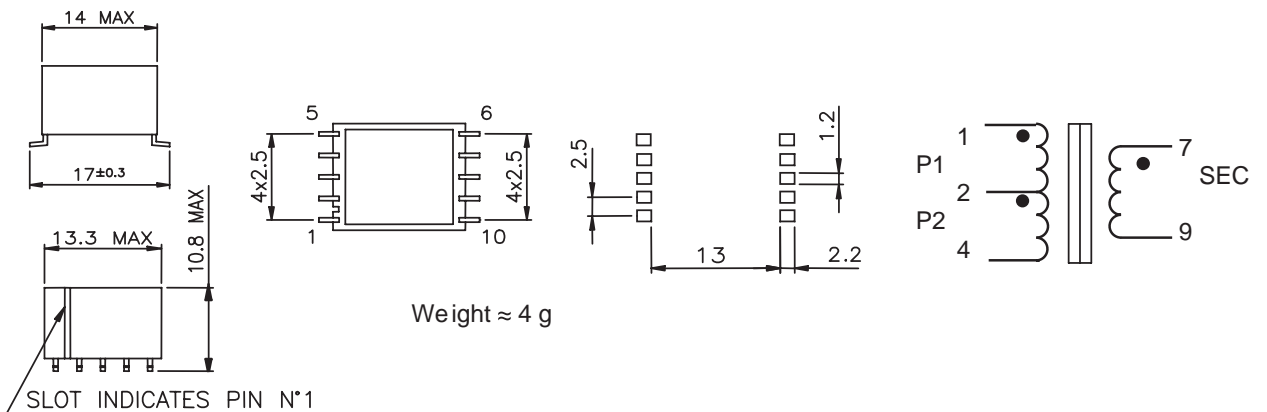 14 MAX
17±0.3
13.3 MAX
10.8 MAX
SLOT INDICATES PIN N°1
5
6
4x2.5
4x2.5
1
10
Weight ≈ 4 g
2.5
1.2
13
2.2
1
P1
2
P2
4
7
SEC
9